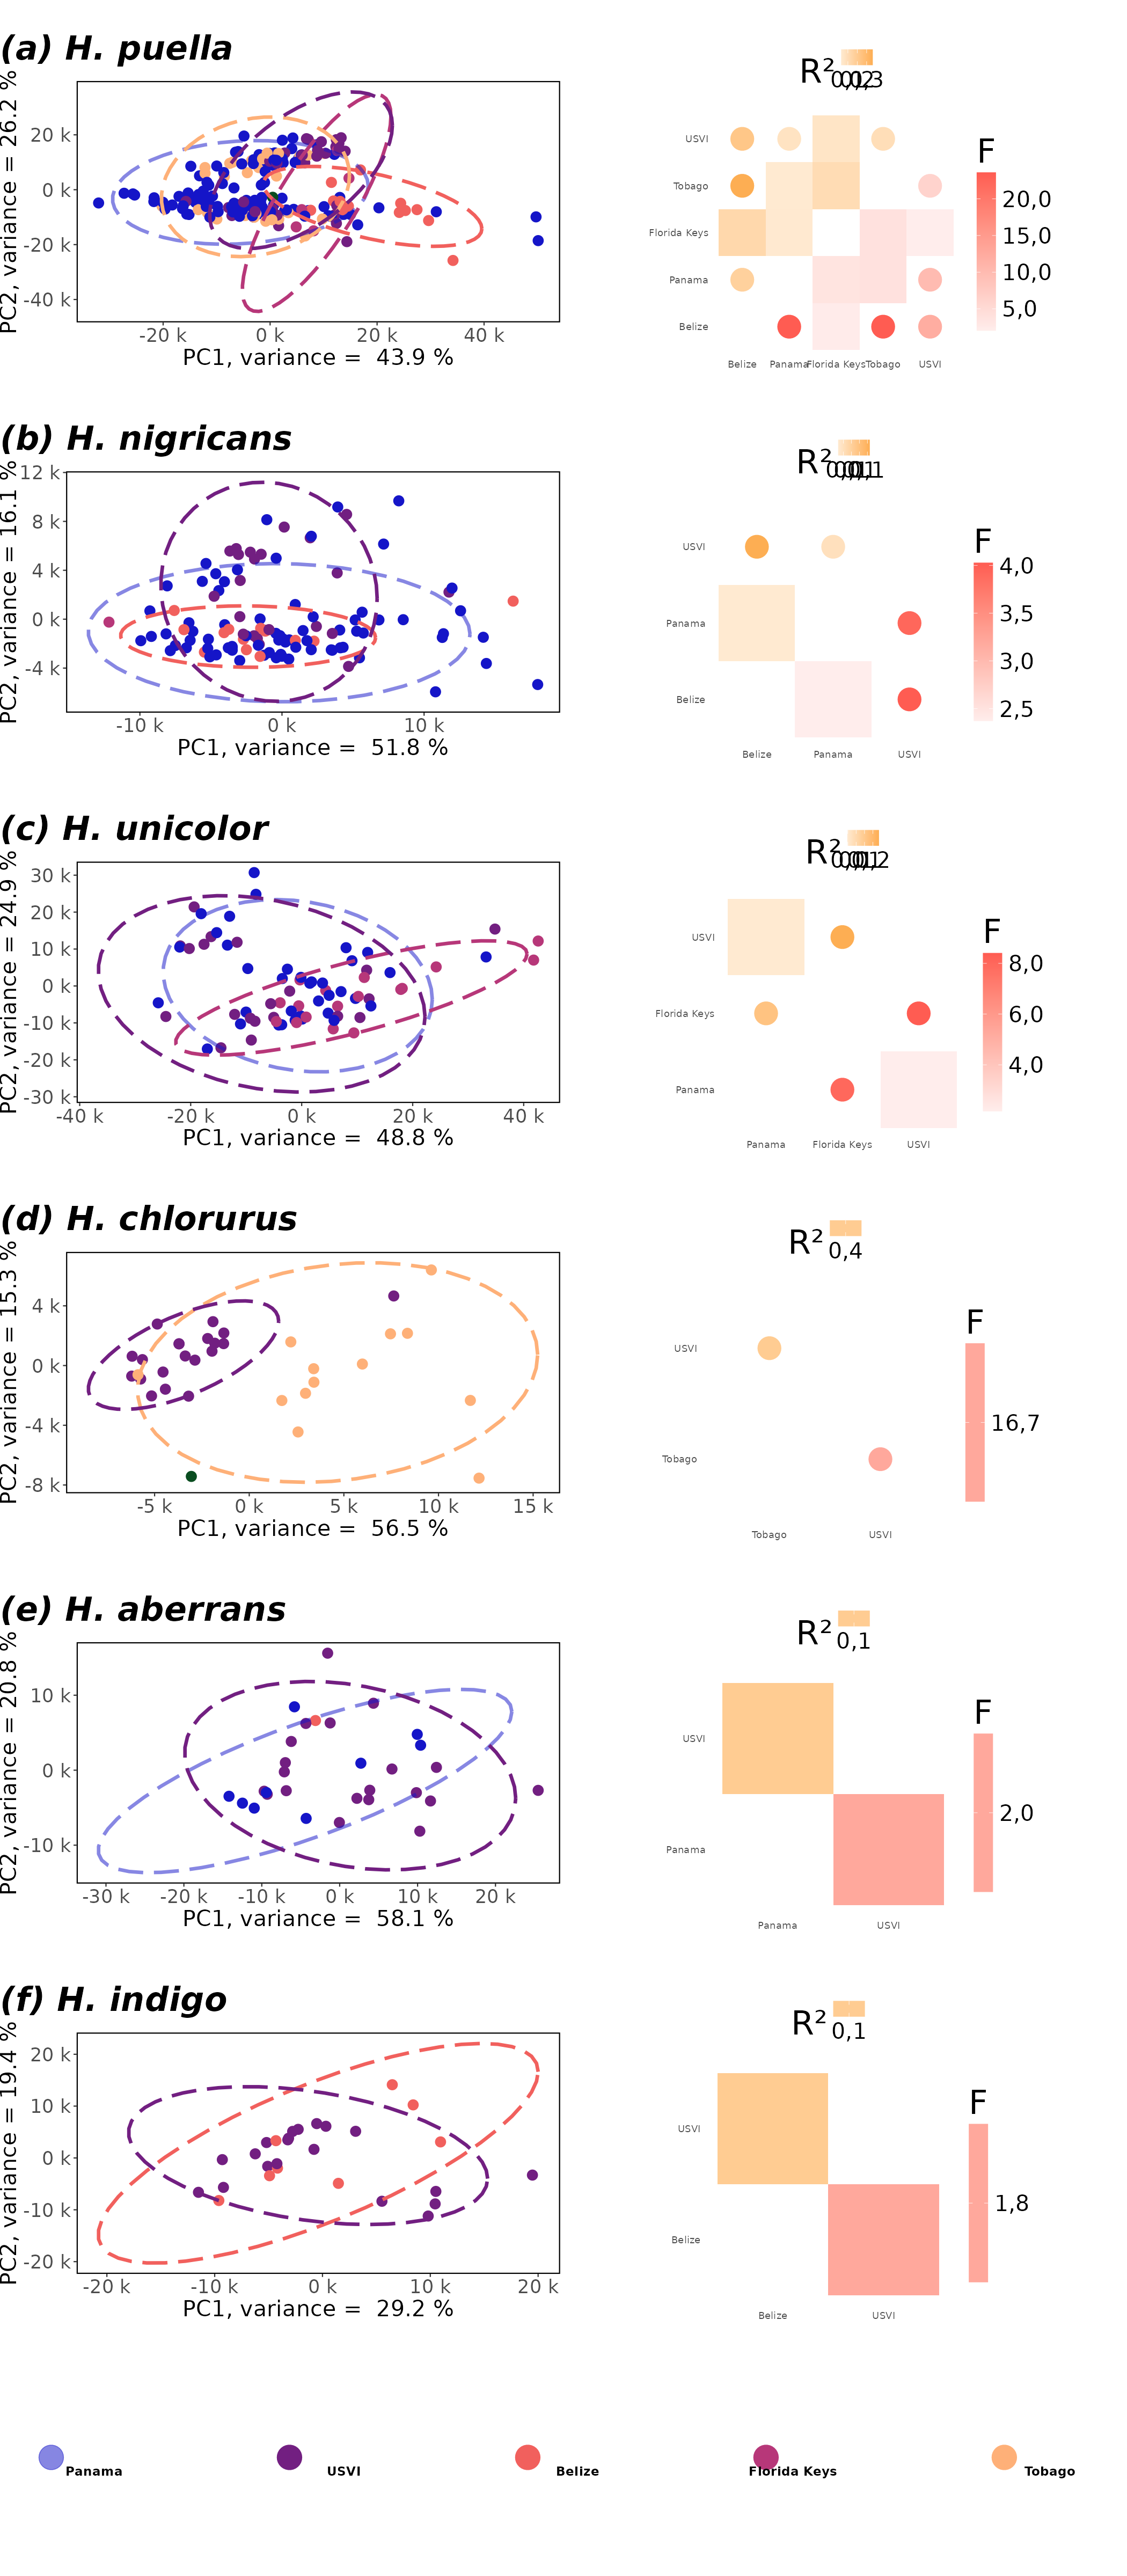 (a) H. puella
PC2, variance = 26.2 %
20 k
0 k
-20 k
-40 k
-20 k 0 k 20 k 40 k
PC1, variance = 43.9 %
R²
USVI
Tobago
Florida Keys
Panama
Belize
Belize Panama Florida Keys Tobago USVI
F
20,0
15,0
10,0
5,0
(b) H. nigricans
PC2, variance = 16.1 %
12 k
8 k
4 k
0 k
-4 k
-10 k 0 k 10 k
PC1, variance = 51.8 %
R²
USVI
Panama
Belize
Belize Panama USVI
F
4,0
3,5
3,0
2,5
(c) H. unicolor
PC2, variance = 24.9 %
30 k
20 k
10 k
0 k
-10 k
-20 k
-30 k
-40 k -20 k 0 k 20 k 40 k
PC1, variance = 48.8 %
R²
USVI
Florida Keys
Panama
Panama Florida Keys USVI
F
8,0
6,0
4,0
(d) H. chlorurus
PC2, variance = 15.3 %
4 k
0 k
-4 k
-8 k
-5 k 0 k 5 k 10 k 15 k
PC1, variance = 56.5 %
R² 0,4
USVI
Tobago
Tobago USVI
F
16,7
(e) H. aberrans
PC2, variance = 20.8 %
10 k
0 k
-10 k
-30 k -20 k -10 k 0 k 10 k 20 k
PC1, variance = 58.1 %
R² 0,1
USVI
Panama
Panama USVI
F
2,0
(f) H. indigo
PC2, variance = 19.4 %
20 k
10 k
0 k
-10 k
-20 k
-20 k -10 k 0 k 10 k 20 k
PC1, variance = 29.2 %
R² 0,1
USVI
Belize
Belize USVI
F
1,8
Panama USVI Belize Florida Keys Tobago